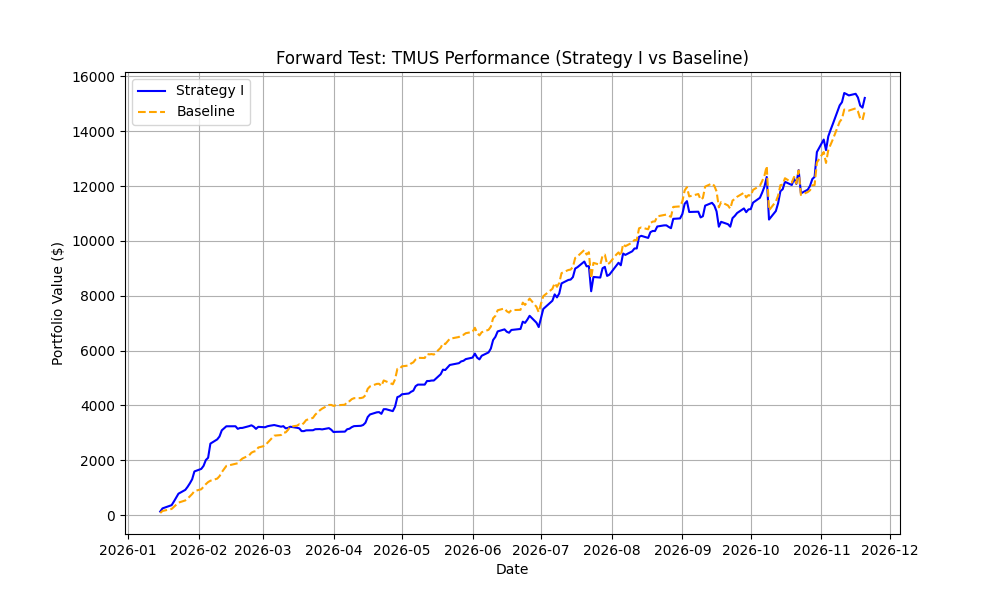 Forward Test: TMUS Performance (Strategy I vs Baseline)
Strategy I
Baseline
Portfolio Value ($)
16000
14000
12000
10000
8000
6000
4000
2000
0
2026-01 2026-02 2026-03 2026-04 2026-05 2026-06 2026-07 2026-08 2026-09 2026-10 2026-11 2026-12
Date